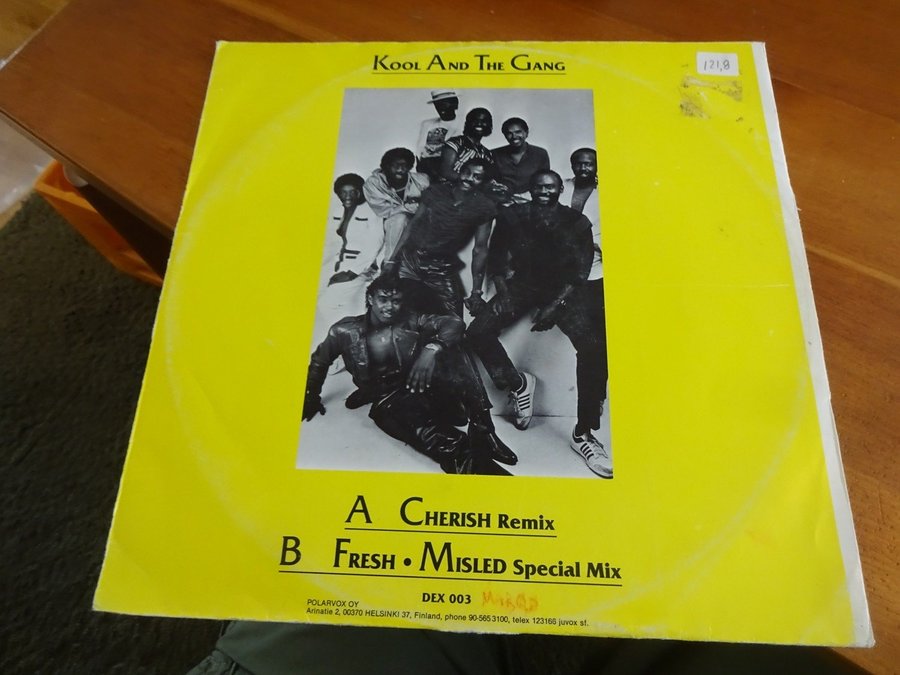 KOOL AND THE GANG
121,8
A CHERISH Remix
B FRESH • MISLED Special Mix
DEX 003
POLARVOX OY
Arinatie 2, 00370 HELSINKI 37, Finland, phone 90-565 3100, telex 123166 juvox sf.